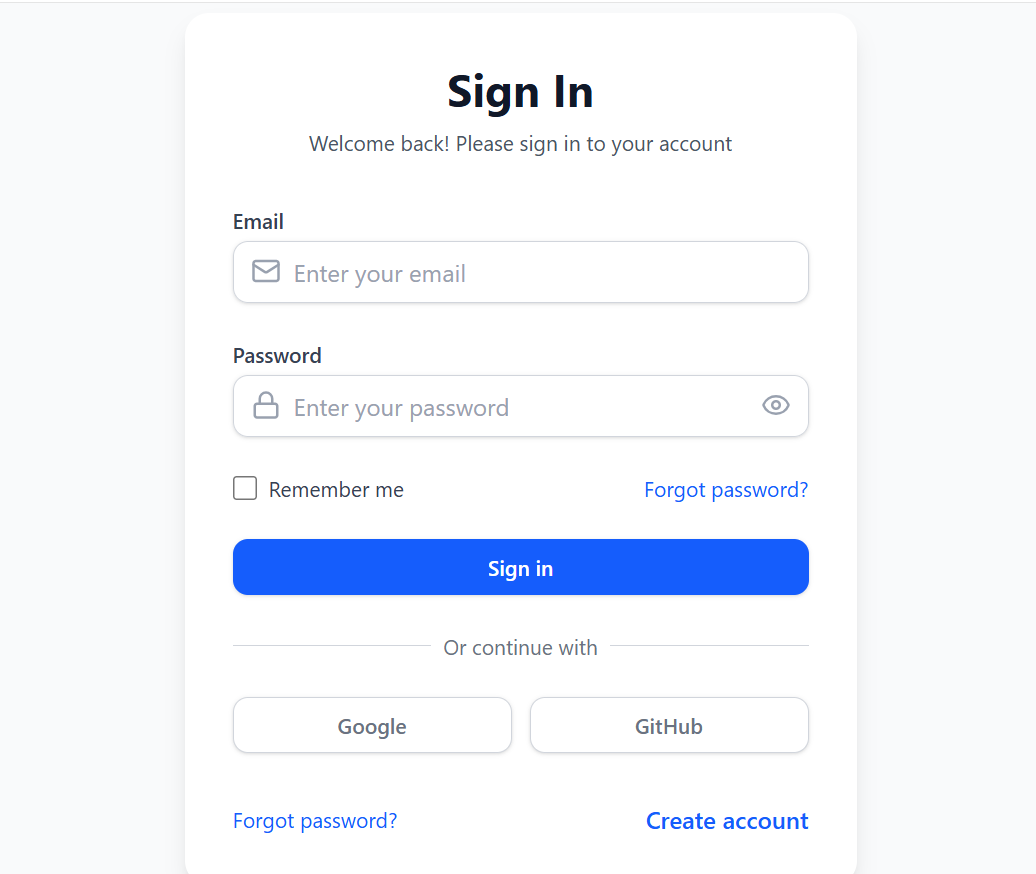 Sign In
Welcome back! Please sign in to your account
Email
Enter your email
Password
Enter your password
Remember me
Forgot password?
Sign in
Or continue with
Google
GitHub
Forgot password?
Create account